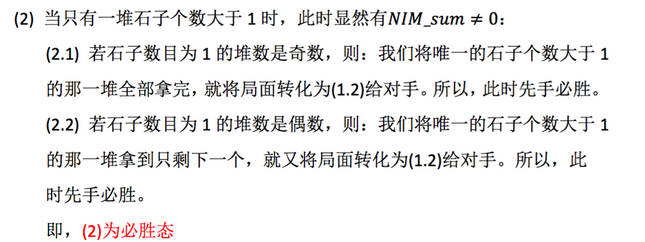 (2) 当只有一堆石子个数大于 1 时，此时显然有NIM_sum ≠ 0：
(2.1) 若石子数目为 1 的堆数是奇数，则：我们将唯一的石子个数大于 1
的那一堆全部拿完，就将局面转化为(1.2)给对手。所以，此时先手必胜。
(2.2) 若石子数目为 1 的堆数是偶数，则：我们将唯一的石子个数大于 1
的那一堆拿到只剩下一个，就又将局面转化为(1.2)给对手。所以，此
时先手必胜。
即，(2)为必胜态